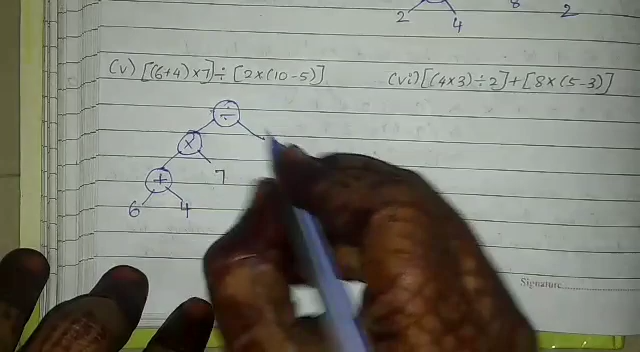 2 4 8 2
(v) [(6+4)×7]÷[2×(10-5)] (vi) [(4×3)÷2]+[8×(5-3)]
÷
×
+ 7
6 4
Signature